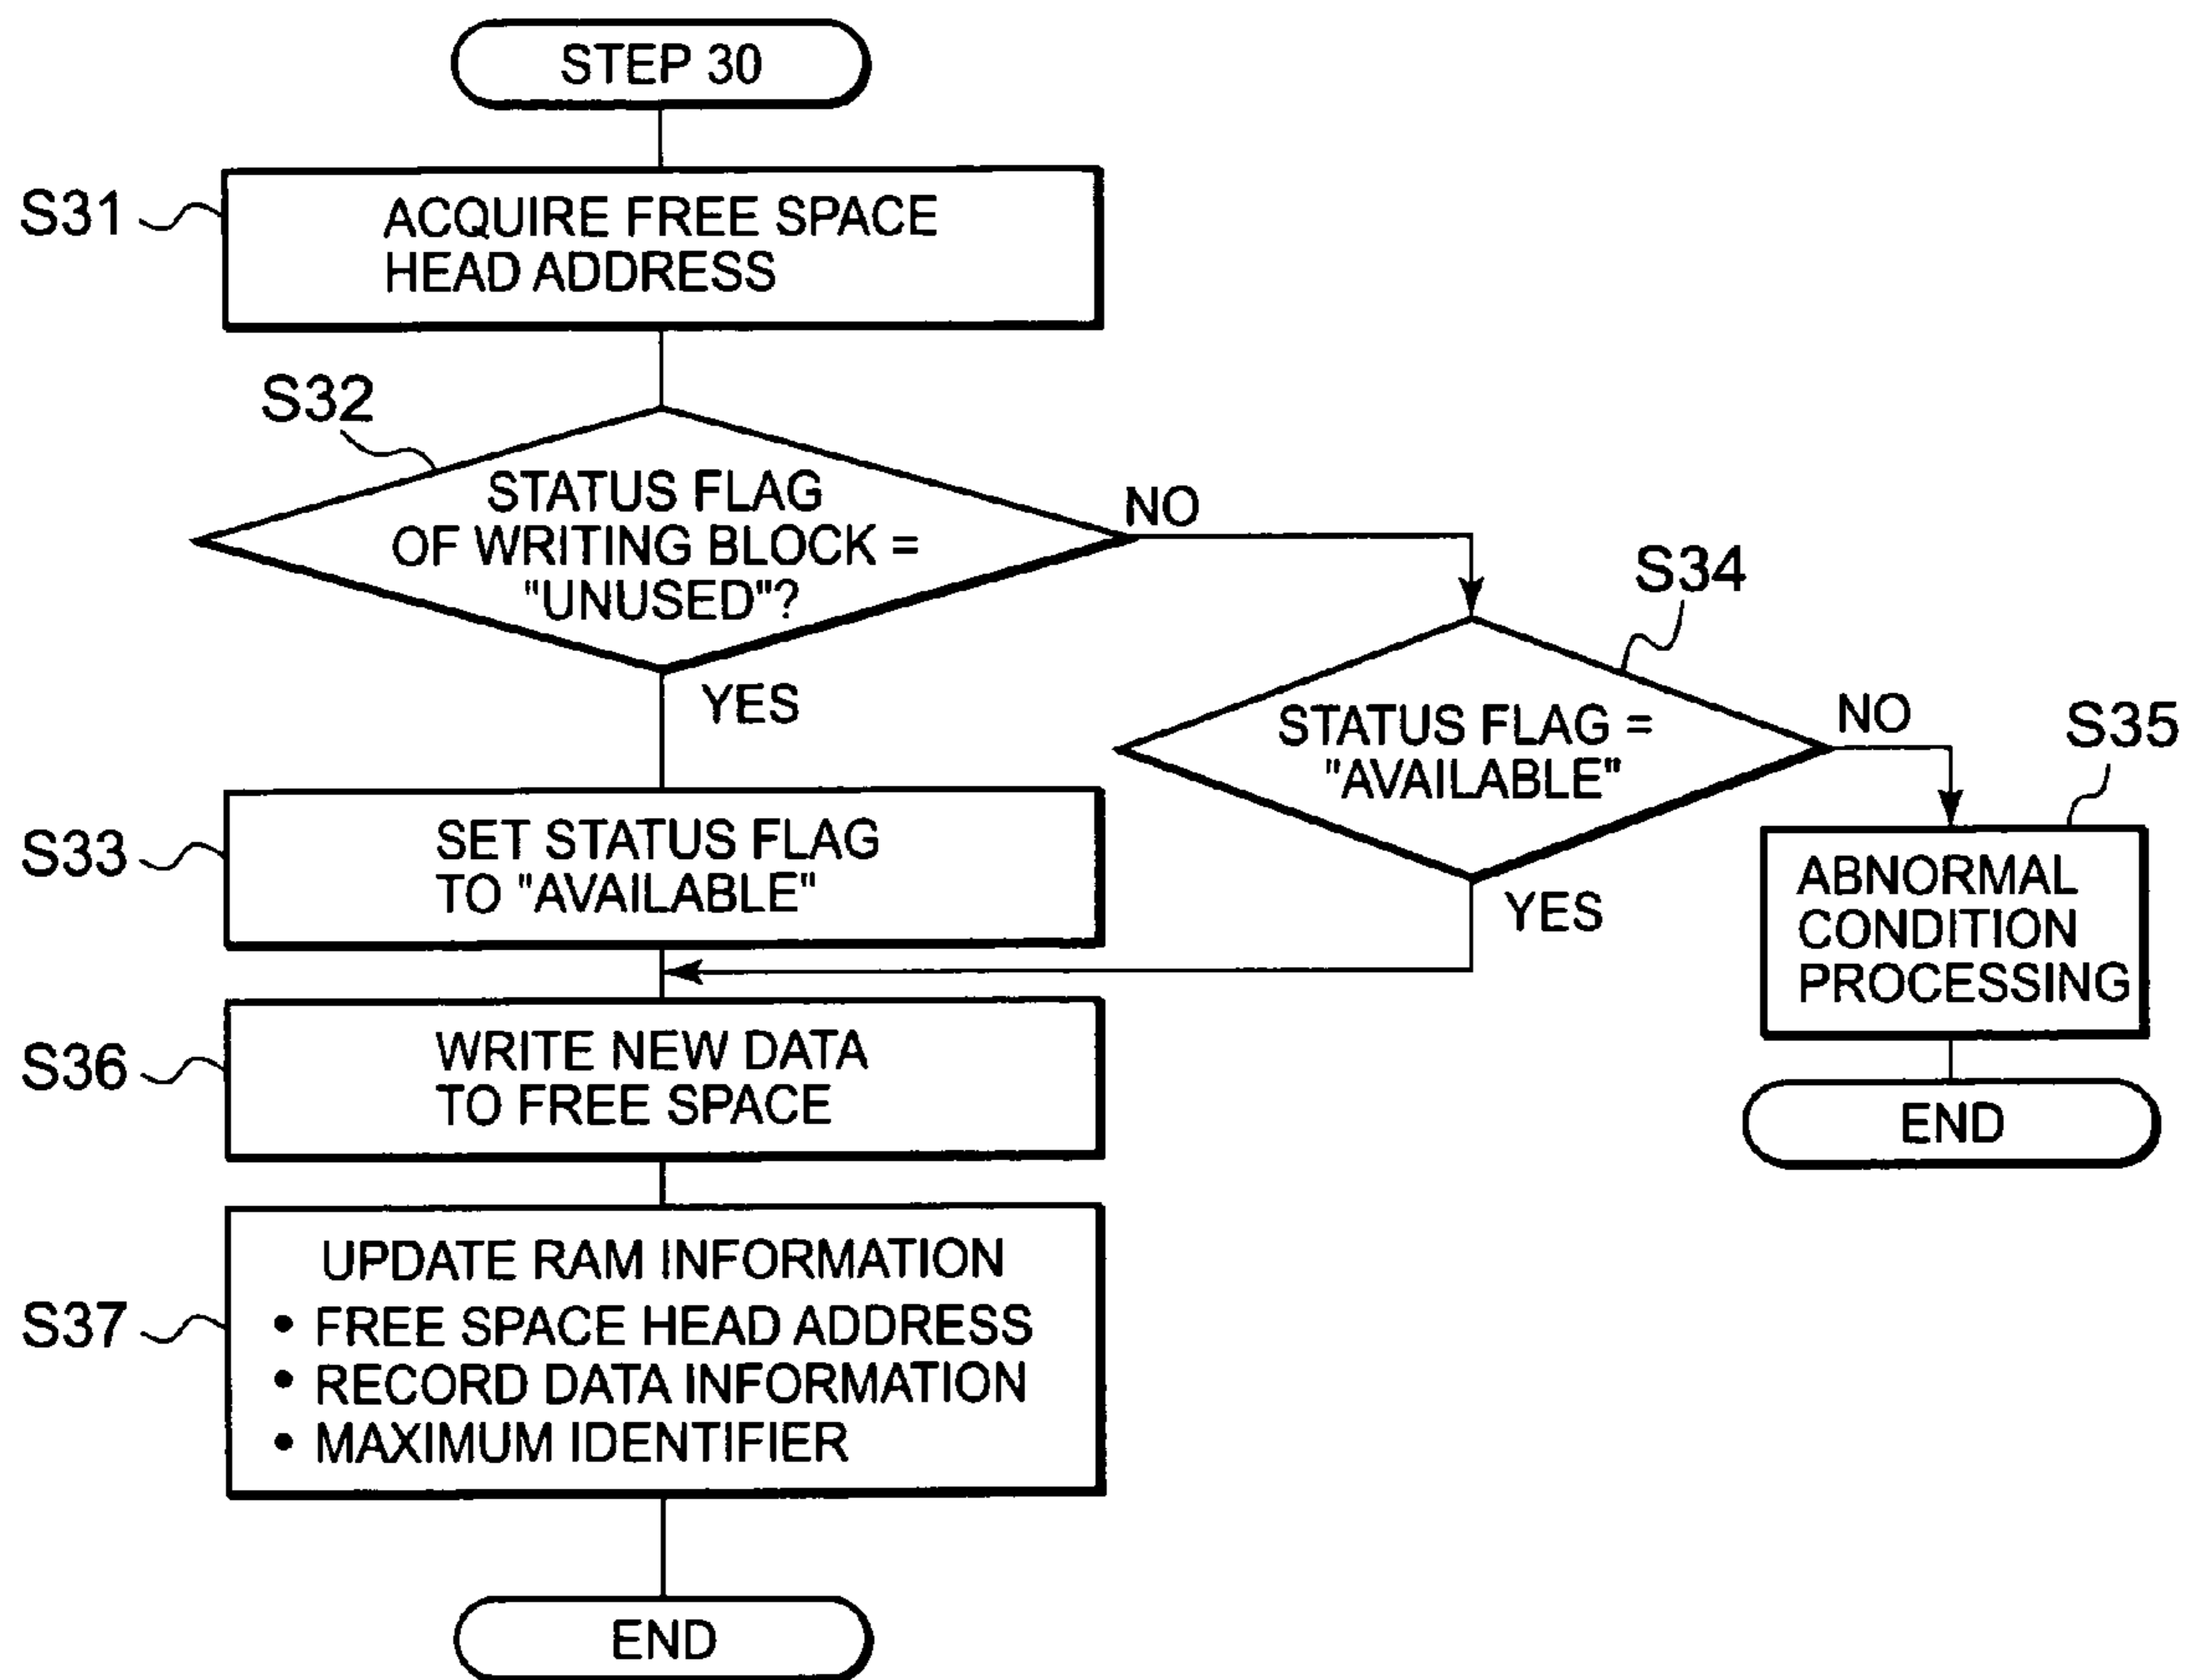 STEP 30
S31
ACQUIRE FREE SPACE
HEAD ADDRESS
S32
STATUS FLAG
OF WRITING BLOCK =
"UNUSED"?
NO
YES
S34
STATUS FLAG =
"AVAILABLE"
NO
YES
S35
ABNORMAL
CONDITION
PROCESSING
END
S33
SET STATUS FLAG
TO "AVAILABLE"
S36
WRITE NEW DATA
TO FREE SPACE
S37
UPDATE RAM INFORMATION
• FREE SPACE HEAD ADDRESS
• RECORD DATA INFORMATION
• MAXIMUM IDENTIFIER
END